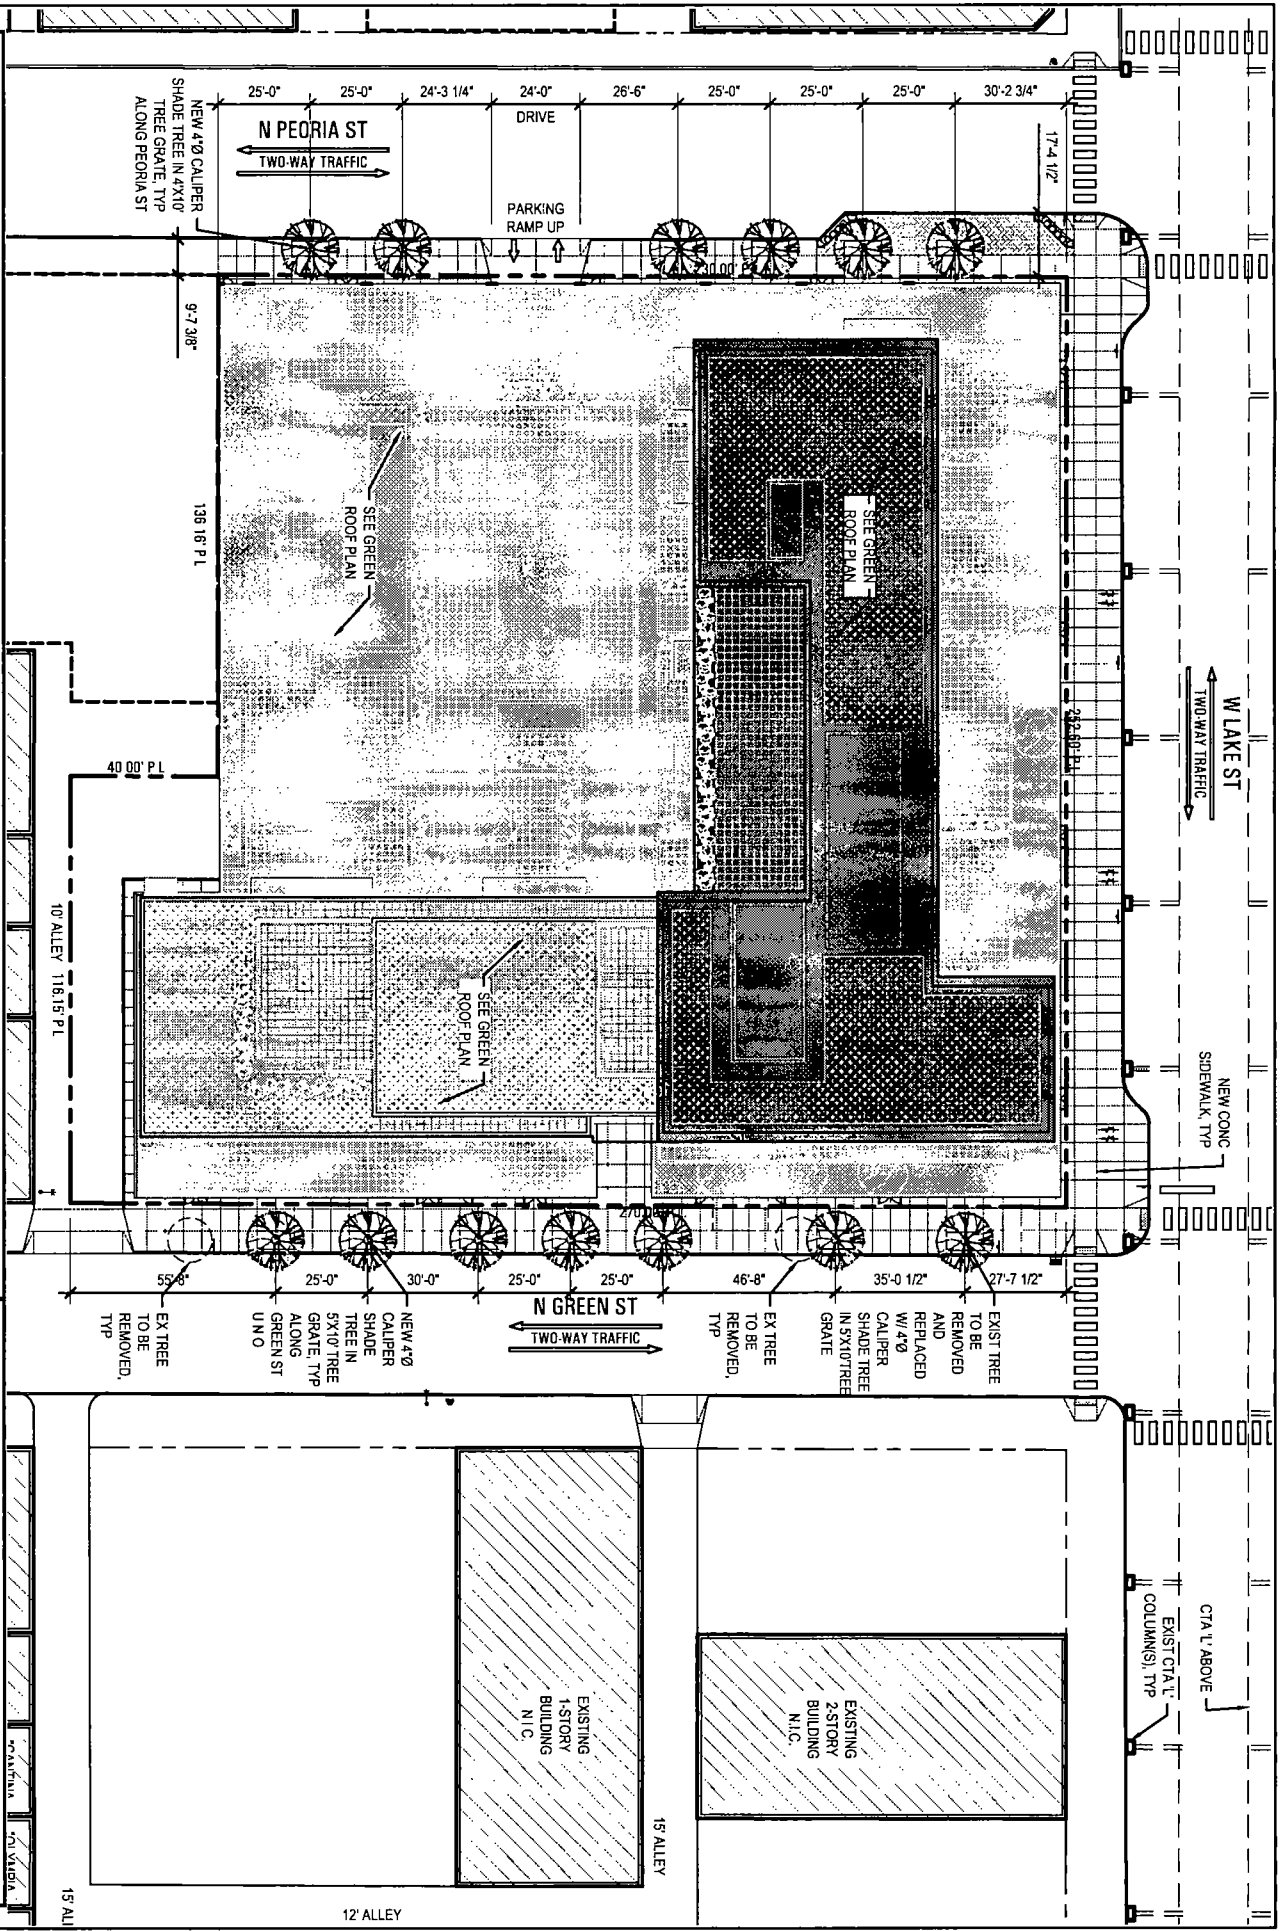 25'-0"
25'-0"
24'-3 1/4"
24'-0"
26'-6"
25'-0"
25'-0"
25'-0"
30'-2 3/4"
DRIVE
N PEORIA ST
TWO-WAY TRAFFIC
17'-4 1/2"
NEW 4"Ø CALIPER
SHADE TREE IN 4'X10'
TREE GRATE, TYP
ALONG PEORIA ST
PARKING
RAMP UP
9'-7 3/8"
136 16' P L
SEE GREEN
ROOF PLAN
SEE GREEN
ROOF PLAN
W LAKE ST
TWO-WAY TRAFFIC
40 00' P L
10' ALLEY 116.15' P L
SEE GREEN
ROOF PLAN
NEW CONC
SIDEWALK, TYP
55'-8"
25'-0"
30'-0"
25'-0"
25'-0"
46'-8"
35'-0 1/2"
27'-7 1/2"
N GREEN ST
TWO-WAY TRAFFIC
EX TREE
TO BE
REMOVED,
TYP
NEW 4"Ø
CALIPER
SHADE
TREE IN
5'X10' TREE
GRATE, TYP
ALONG
GREEN ST
U N O
EX TREE
TO BE
REMOVED,
TYP
EXIST TREE
TO BE
REMOVED
AND
REPLACED
W/ 4"Ø
CALIPER
SHADE TREE
IN 5'X10'TREE
GRATE
CTA 'L' ABOVE
EXIST CTA 'L'
COLUMN(S), TYP
EXISTING
1-STORY
BUILDING
N I C
EXISTING
2-STORY
BUILDING
N.I.C.
15' ALLEY
12' ALLEY
15' ALL